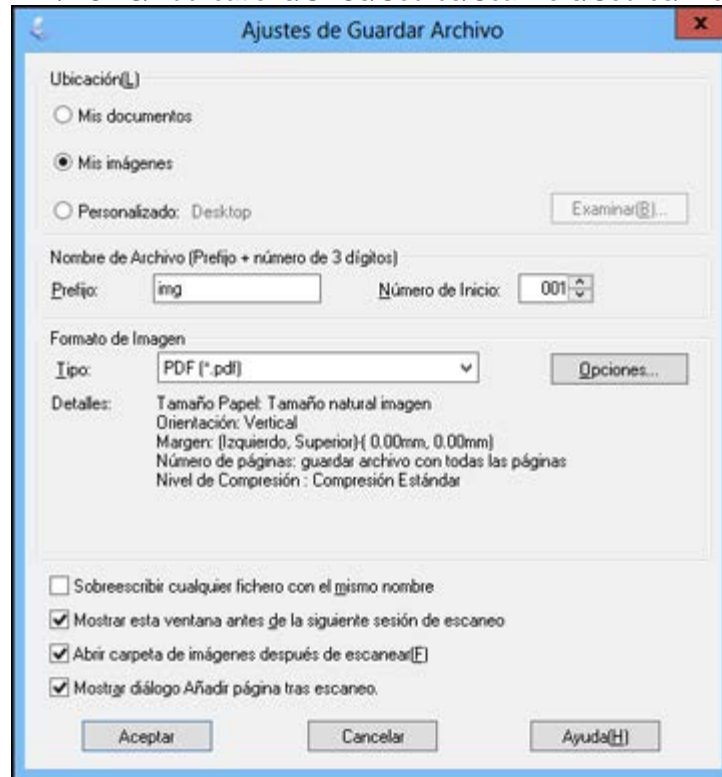 Ajustes de Guardar Archivo
x
Ubicación(L)
Mis documentos
Mis imágenes
Personalizado: Desktop
Examinar(B)...
Nombre de Archivo (Prefijo + número de 3 dígitos)
Prefijo: img Número de Inicio: 001
Formato de Imagen
Tipo: PDF (*.pdf) Opciones...
Detalles: Tamaño Papel: Tamaño natural imagen
Orientación: Vertical
Margen: (Izquierdo, Superior)-( 0.00mm, 0.00mm)
Número de páginas: guardar archivo con todas las páginas
Nivel de Compresión : Compresión Estándar
Sobreescribir cualquier fichero con el mismo nombre
Mostrar esta ventana antes de la siguiente sesión de escaneo
Abrir carpeta de imágenes después de escanear(F)
Mostrar diálogo Añadir página tras escaneo.
Aceptar Cancelar Ayuda(H)